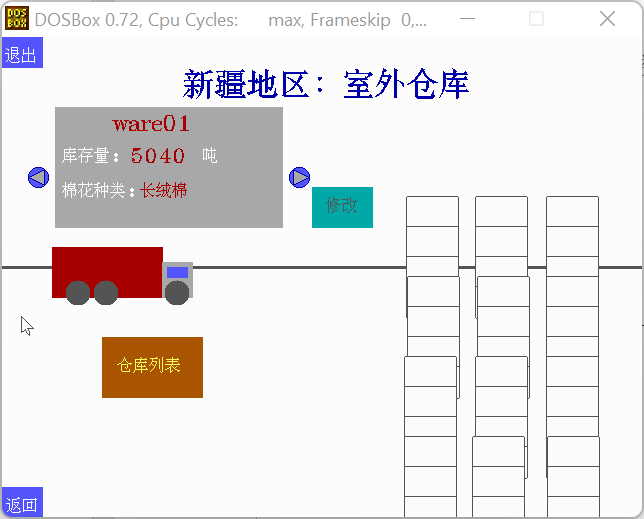 DOS BOX
DOSBox 0.72, Cpu Cycles: max, Frameskip 0,...
退出
新疆地区：室外仓库
ware01
库存量：5040 吨
棉花种类：长绒棉
修改
仓库列表
返回